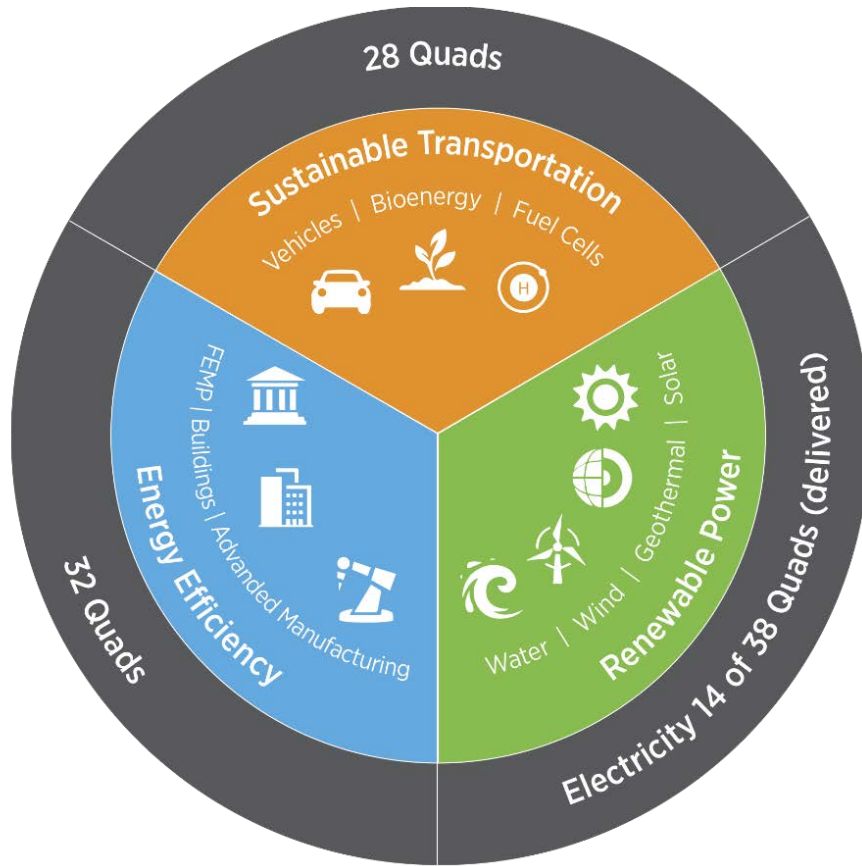 28 Quads
Sustainable Transportation
Vehicles | Bioenergy | Fuel Cells
H
FEMP | Buildings | Advanded Manufacturing
Energy Efficiency
32 Quads
Water | Wind | Geothermal | Solar
Renewable Power
Electricity 14 of 38 Quads (delivered)